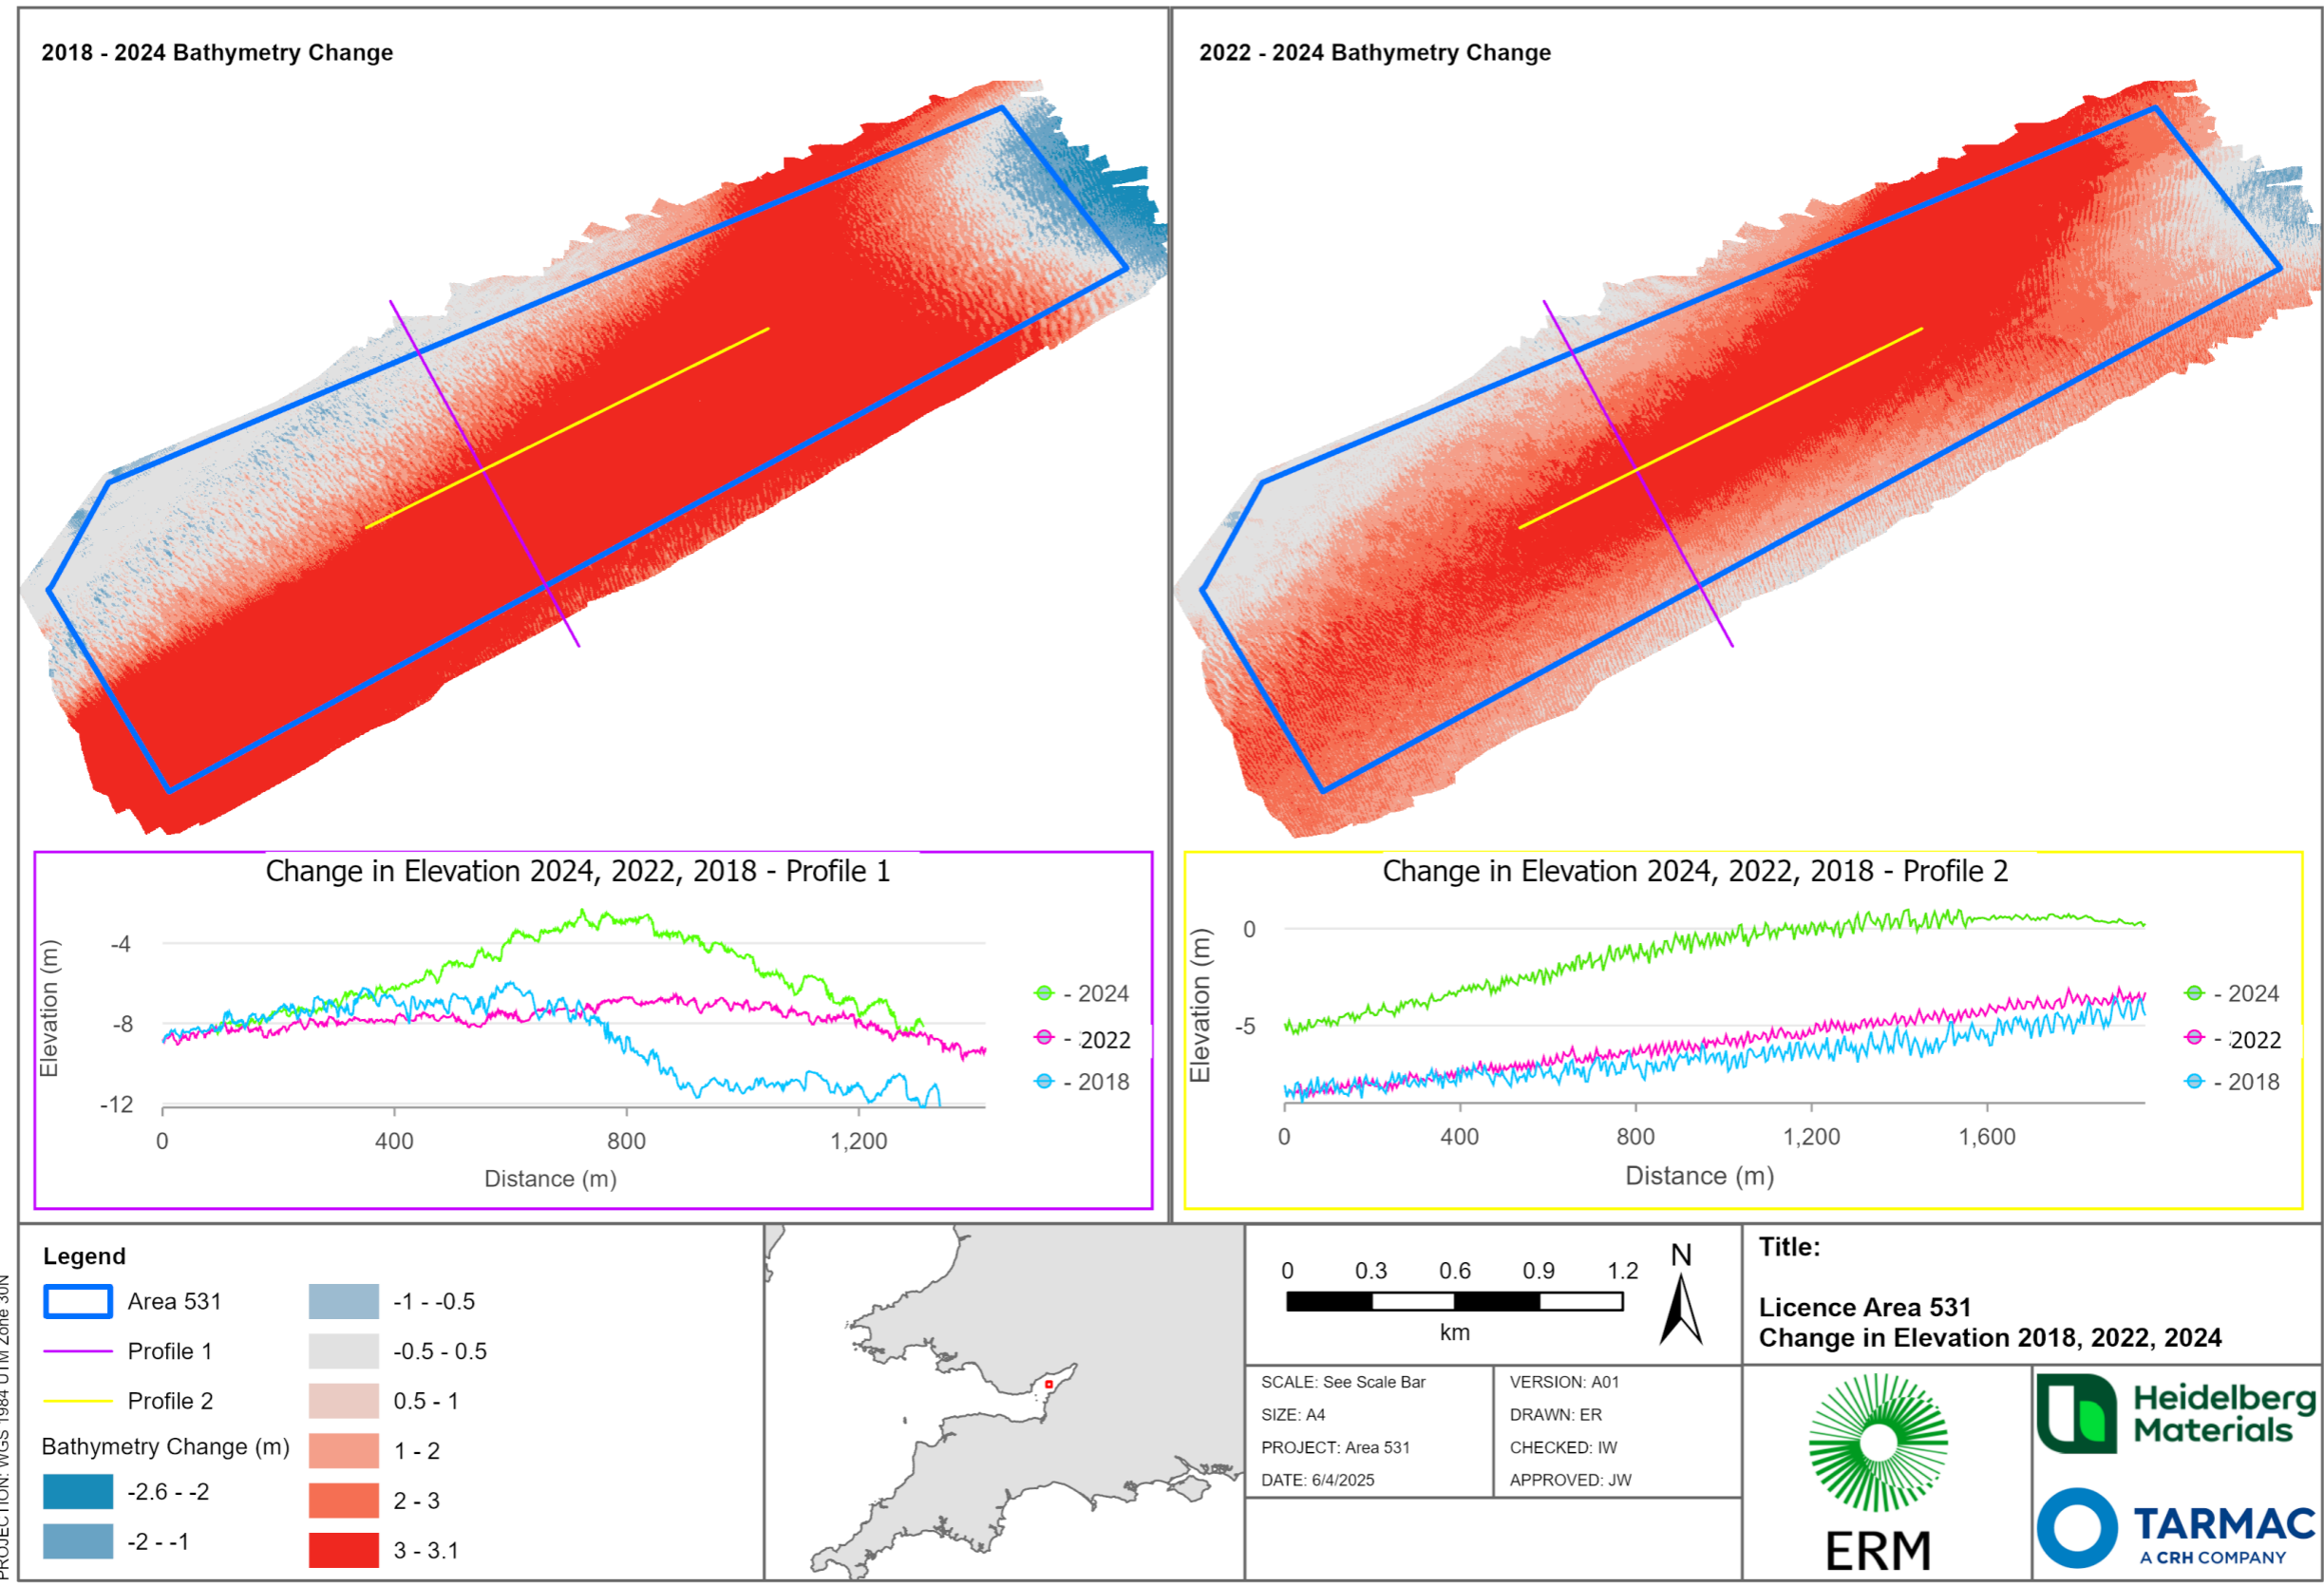 2018 - 2024 Bathymetry Change
2022 - 2024 Bathymetry Change
Change in Elevation 2024, 2022, 2018 - Profile 1
Elevation (m)
-4
-8
-12
0
400
800
1,200
Distance (m)
- 2024
- 2022
- 2018
Change in Elevation 2024, 2022, 2018 - Profile 2
Elevation (m)
0
-5
0
400
800
1,200
1,600
Distance (m)
- 2024
- 2022
- 2018
PROJECTION: WGS 1984 UTM Zone 30N
Legend
Area 531
Profile 1
Profile 2
Bathymetry Change (m)
-2.6 - -2
-2 - -1
-1 - -0.5
-0.5 - 0.5
0.5 - 1
1 - 2
2 - 3
3 - 3.1
0 0.3 0.6 0.9 1.2
km
N
SCALE: See Scale Bar
SIZE: A4
PROJECT: Area 531
DATE: 6/4/2025
VERSION: A01
DRAWN: ER
CHECKED: IW
APPROVED: JW
Title:
Licence Area 531
Change in Elevation 2018, 2022, 2024
ERM
Heidelberg
Materials
TARMAC
A CRH COMPANY